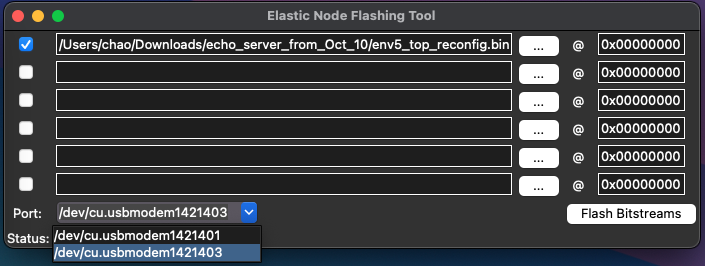 Elastic Node Flashing Tool
/Users/chao/Downloads/echo_server_from_Oct_10/env5_top_reconfig.bin ... @ 0x00000000
... @ 0x00000000
... @ 0x00000000
... @ 0x00000000
... @ 0x00000000
... @ 0x00000000
Port: /dev/cu.usbmodem1421403 Flash Bitstreams
Status: /dev/cu.usbmodem1421401
/dev/cu.usbmodem1421403